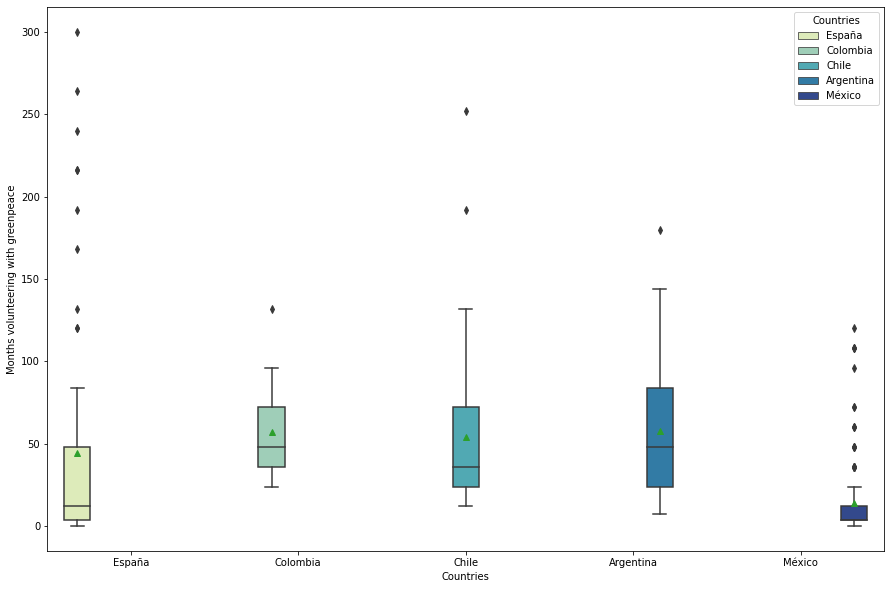 Countries
España
Colombia
Chile
Argentina
México
300
250
200
150
100
50
0
Months volunteering with greenpeace
España Colombia Chile Argentina México
Countries